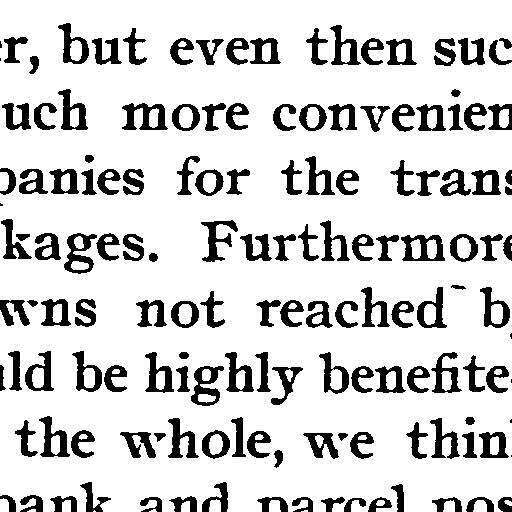 er, but even then suc
uch more convenien
panies for the trans
kages. Furthermore
wns not reached b
uld be highly benefite
the whole, we thin
bank and parcel pos